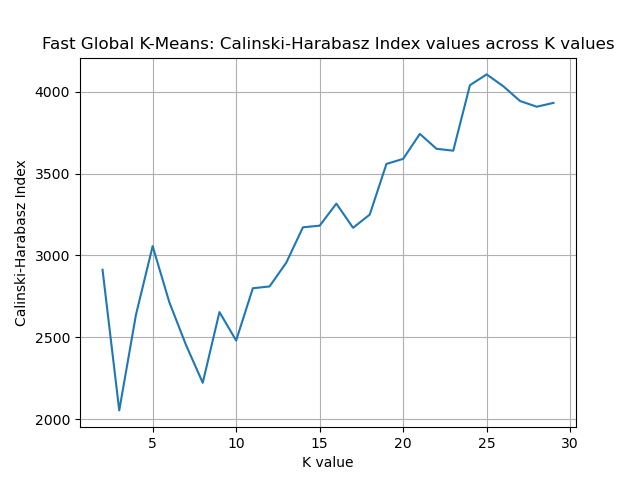 Fast Global K-Means: Calinski-Harabasz Index values across K values
Calinski-Harabasz Index
4000
3500
3000
2500
2000
5 10 15 20 25 30
K value